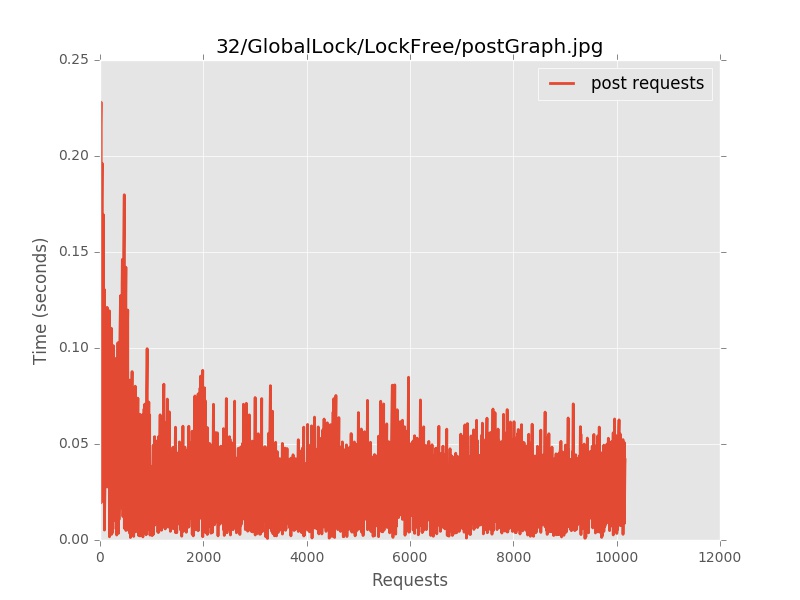 32/GlobalLock/LockFree/postGraph.jpg
0.25
post requests
0.20
0.15
Time (seconds)
0.10
0.05
0.00
0 2000 4000 6000 8000 10000 12000
Requests